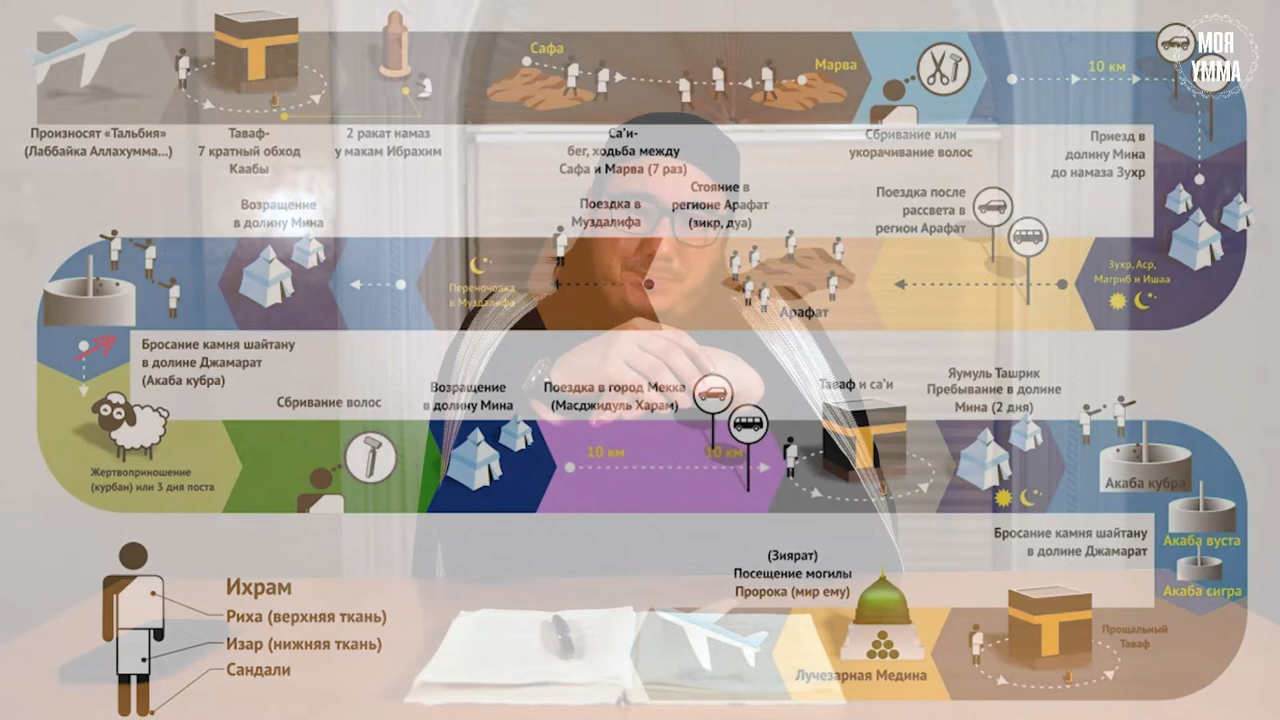 МОЯ
УММА
Сафа
Марва
10 км
Произносят «Тальбия»
(Лаббайка Аллахумма...)
Таваф-
7 кратный обход
Каабы
2 ракат намаз
у макам Ибрахим
Са'и-
бег, ходьба между
Сафа и Марва (7 раз)
Сбривание или
укорачивание волос
Приезд в
долину Мина
до намаза Зухр
Возвращение
в долину Мина
Поездка в
Муздалифа
Стояние в
регионе Арафат
(зикр, дуа)
Поездка после
рассвета в
регион Арафат
Переночовка
в Муздалифа
Арафат
Зухр, Аср,
Магриб и Ишаа
Бросание камня шайтану
в долине Джамарат
(Акаба кубра)
Сбривание волос
Возвращение
в долину Мина
Поездка в город Мекка
(Масджидуль Харам)
Таваф и са'и
Яумуль Ташрик
Пребывание в долине
Мина (2 дня)
10 км
10 км
Жертвоприношение
(курбан) или 3 дня поста
Акаба кубра
Бросание камня шайтану
в долине Джамарат
Акаба вуста
Акаба сигра
(Зиярат)
Посещение могилы
Пророка (мир ему)
Ихрам
Риха (верхняя ткань)
Изар (нижняя ткань)
Сандали
Лучезарная Медина
Прощальный
Таваф